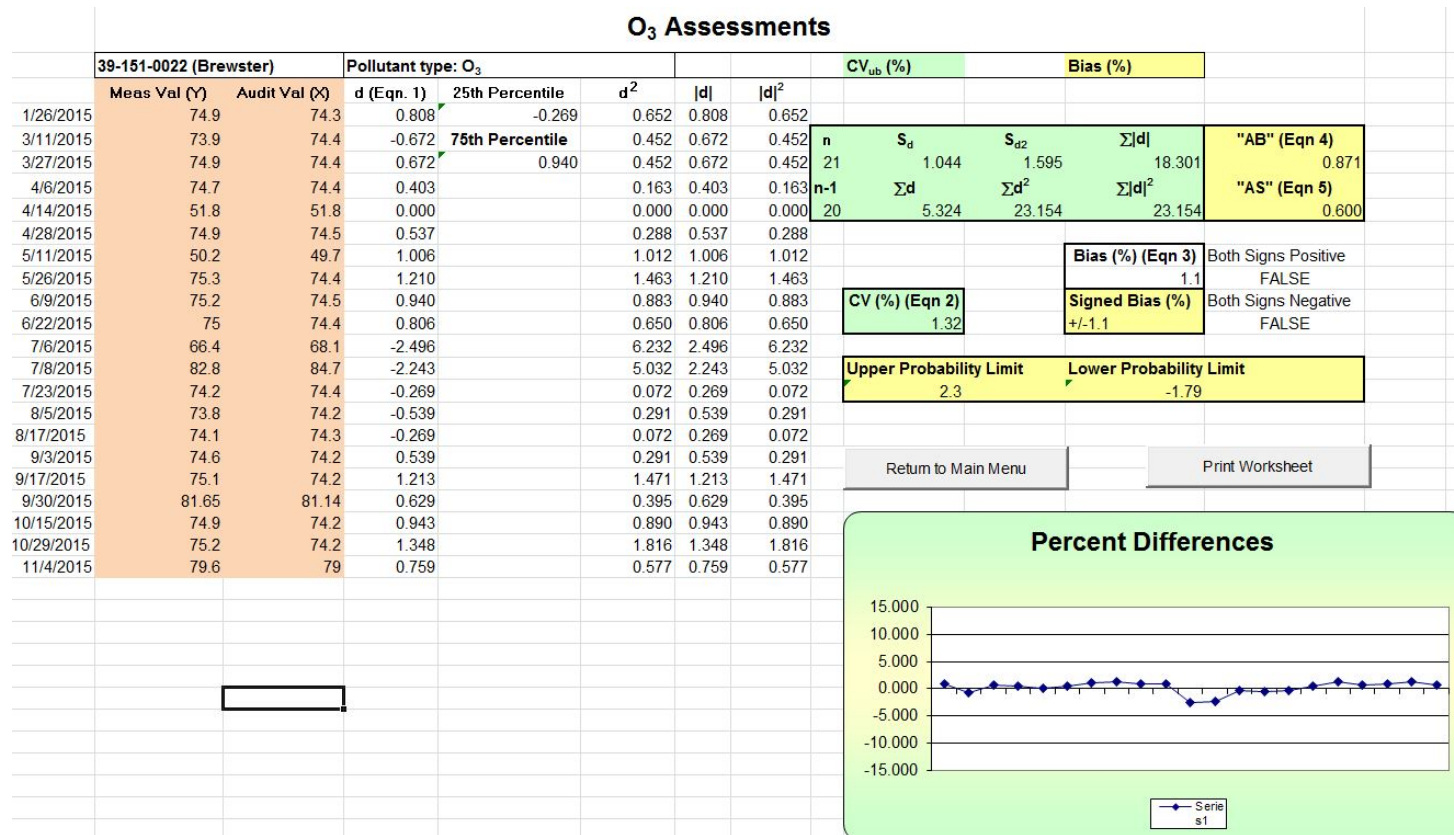 O3 Assessments
39-151-0022 (Brewster) Pollutant type: O3 CVub (%) Bias (%)
Meas Val (Y) Audit Val (X) d (Eqn. 1) 25th Percentile d² |d| |d|²
1/26/2015 74.9 74.3 0.808 -0.269 0.652 0.808 0.652
3/11/2015 73.9 74.4 -0.672 75th Percentile 0.452 0.672 0.452 n Sd Sd2 Σ|d| "AB" (Eqn 4)
3/27/2015 74.9 74.4 0.672 0.940 0.452 0.672 0.452 21 1.044 1.595 18.301 0.871
4/6/2015 74.7 74.4 0.403 0.163 0.403 0.163 n-1 Σd Σd² Σ|d|² "AS" (Eqn 5)
4/14/2015 51.8 51.8 0.000 0.000 0.000 0.000 20 5.324 23.154 23.154 0.600
4/28/2015 74.9 74.5 0.537 0.288 0.537 0.288
5/11/2015 50.2 49.7 1.006 1.012 1.006 1.012 Bias (%) (Eqn 3) Both Signs Positive
5/26/2015 75.3 74.4 1.210 1.463 1.210 1.463 1.1 FALSE
6/9/2015 75.2 74.5 0.940 0.883 0.940 0.883 CV (%) (Eqn 2) Signed Bias (%) Both Signs Negative
6/22/2015 75 74.4 0.806 0.650 0.806 0.650 1.32 +/-1.1 FALSE
7/6/2015 66.4 68.1 -2.496 6.232 2.496 6.232
7/8/2015 82.8 84.7 -2.243 5.032 2.243 5.032 Upper Probability Limit Lower Probability Limit
7/23/2015 74.2 74.4 -0.269 0.072 0.269 0.072 2.3 -1.79
8/5/2015 73.8 74.2 -0.539 0.291 0.539 0.291
8/17/2015 74.1 74.3 -0.269 0.072 0.269 0.072
9/3/2015 74.6 74.2 0.539 0.291 0.539 0.291 Return to Main Menu Print Worksheet
9/17/2015 75.1 74.2 1.213 1.471 1.213 1.471
9/30/2015 81.65 81.14 0.629 0.395 0.629 0.395
10/15/2015 74.9 74.2 0.943 0.890 0.943 0.890
10/29/2015 75.2 74.2 1.348 1.816 1.348 1.816
11/4/2015 79.6 79 0.759 0.577 0.759 0.577
Percent Differences
15.000
10.000
5.000
0.000
-5.000
-10.000
-15.000
Serie
s1